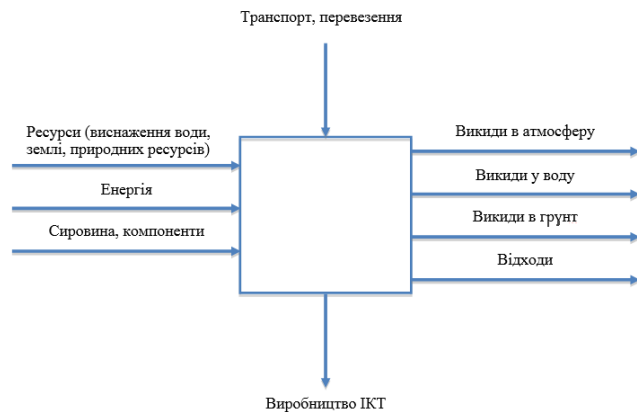 Транспорт, перевезення
Ресурси (виснаження води,
землі, природних ресурсів)
Енергія
Сировина, компоненти
Викиди в атмосферу
Викиди у воду
Викиди в ґрунт
Відходи
Виробництво ІКТ